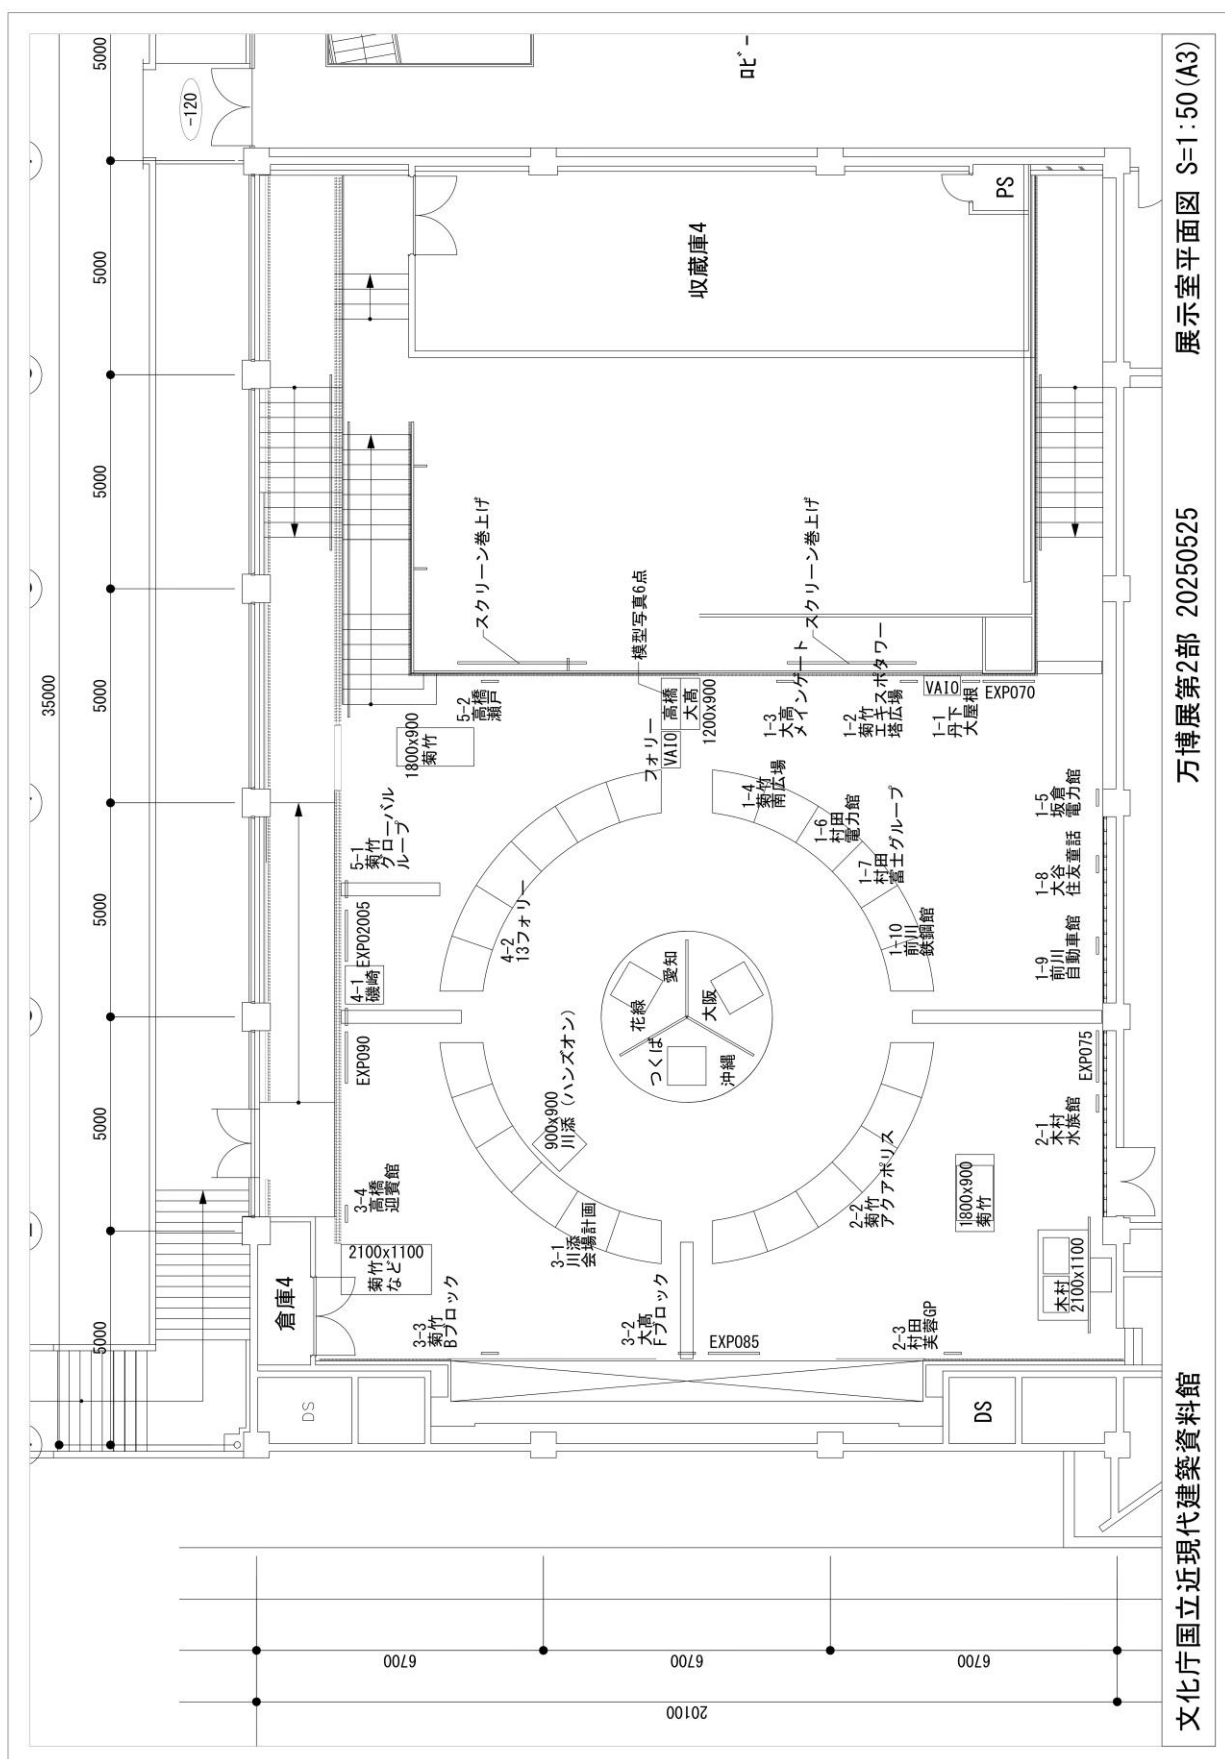 文化庁国立近現代建築資料館
万博展第2部 20250525
展示室平面図 S=1:50(A3)
35000
5000
5000
5000
5000
5000
5000
5000
-120
ロビー
6700
6700
6700
20100
倉庫4
DS
DS
PS
収蔵庫4
スクリーン巻上げ
スクリーン巻上げ
模型写真6点
2100x1100
菊竹
など
3-4
高橋
迎賓館
EXPO90
4-1
磯崎
EXPO2005
5-1
菊竹
グローバル
ループ
1800x900
菊竹
5-2
高橋
瀬戸
3-3
菊竹
Bブロック
3-1
川添
会場計画
900x900
川添(ハンズオン)
4-2
13フォリー
フォリー
VAIO
高橋
大髙
1200x900
3-2
大髙
Fブロック
EXPO85
つくば
花緑
愛知
大阪
沖縄
1-3
大高
メインゲート
1-2
菊竹
エキスポタワー
塔広場
VAIO
1-1
丹下
大屋根
EXPO70
1-4
菊竹
南広場
1-6
村田
電力館
1-7
村田
富士グループ
1-10
前川
鉄鋼館
2-2
菊竹
アクアポリス
2-3
村田
芙蓉GP
1800x900
菊竹
木村
2100x1100
2-1
木村
水族館
EXPO75
1-9
前川
自動車館
1-8
大谷
住友童話
1-5
坂倉
電力館